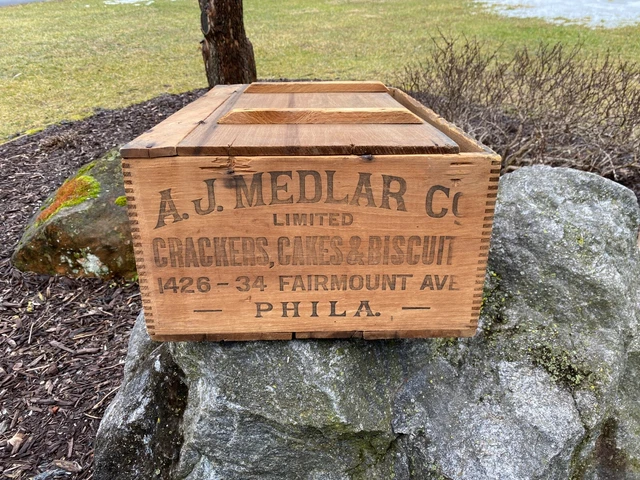 A. J. MEDLAR CO
LIMITED
CRACKERS, CAKES & BISCUIT
1426-34 FAIRMOUNT AVE
— PHILA. —